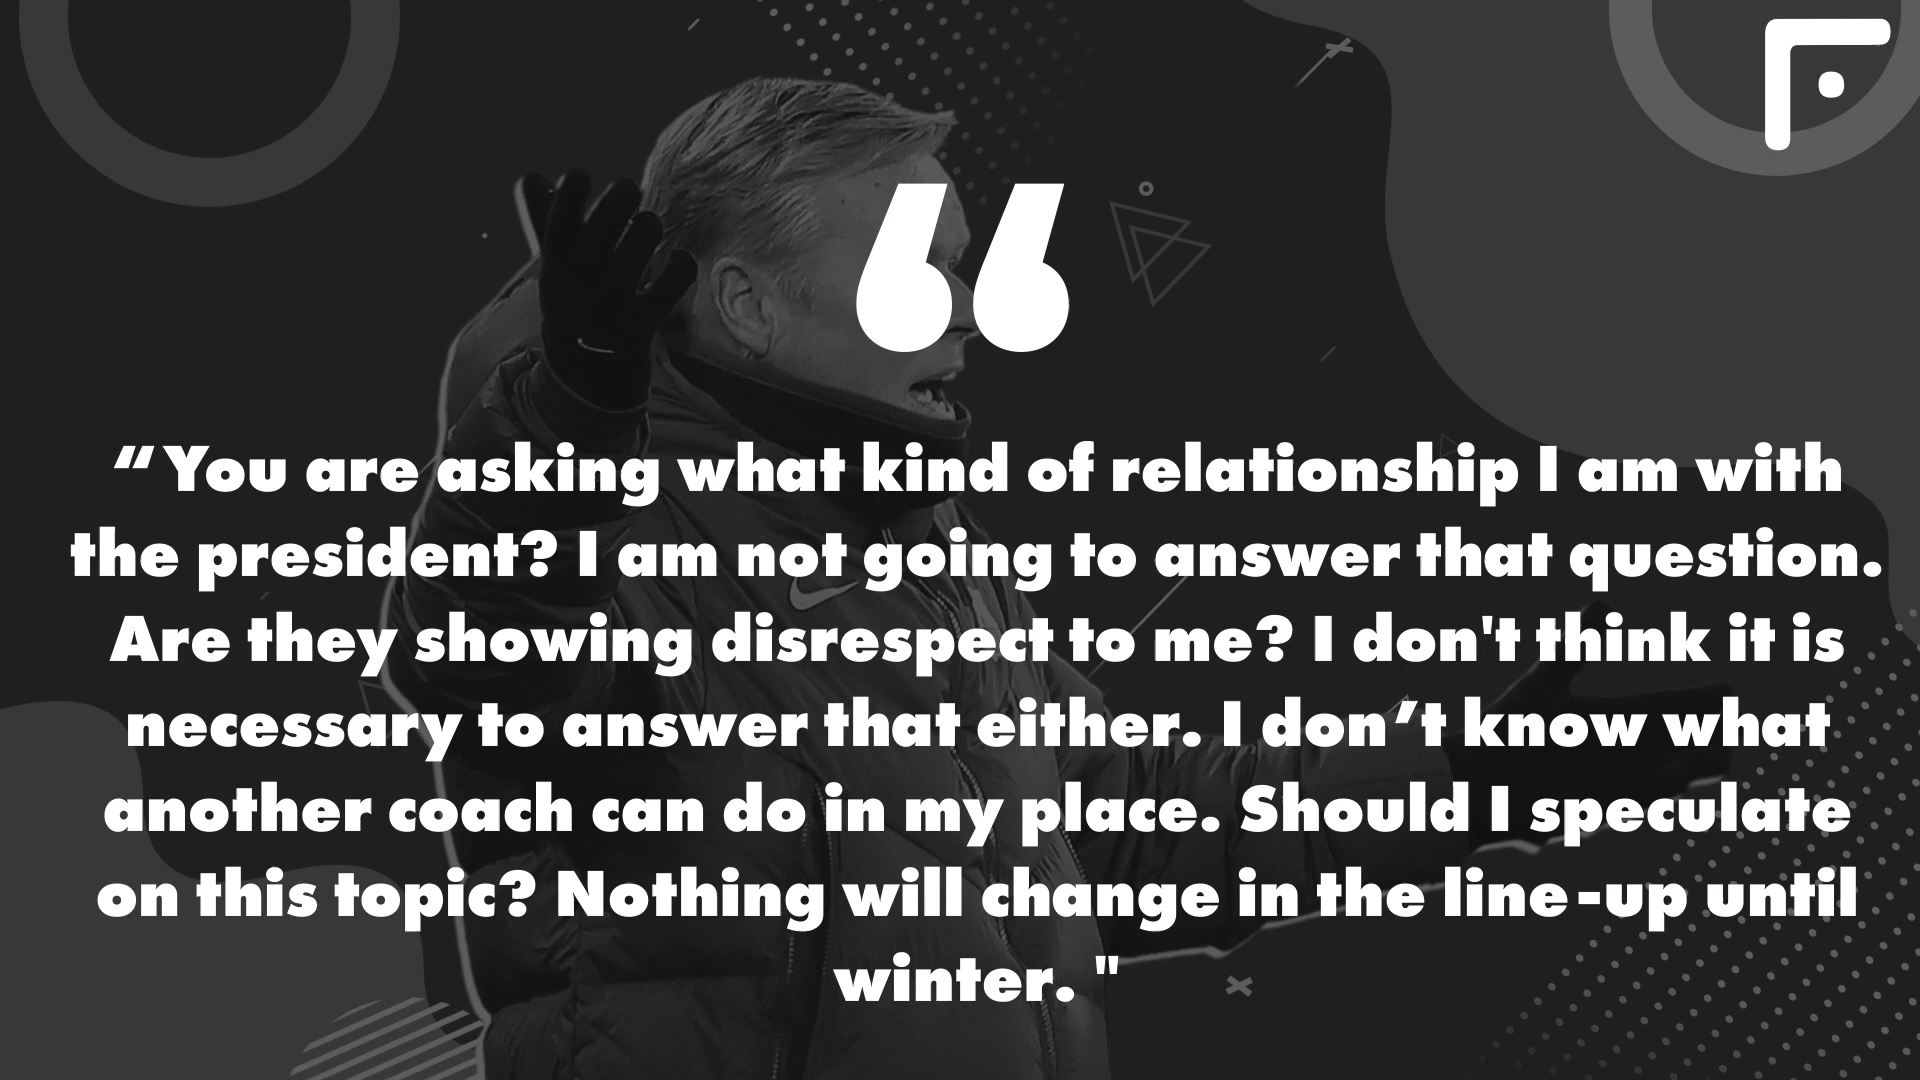 “You are asking what kind of relationship I am with
the president? I am not going to answer that question.
Are they showing disrespect to me? I don't think it is
necessary to answer that either. I don’t know what
another coach can do in my place. Should I speculate
on this topic? Nothing will change in the line-up until
winter. "